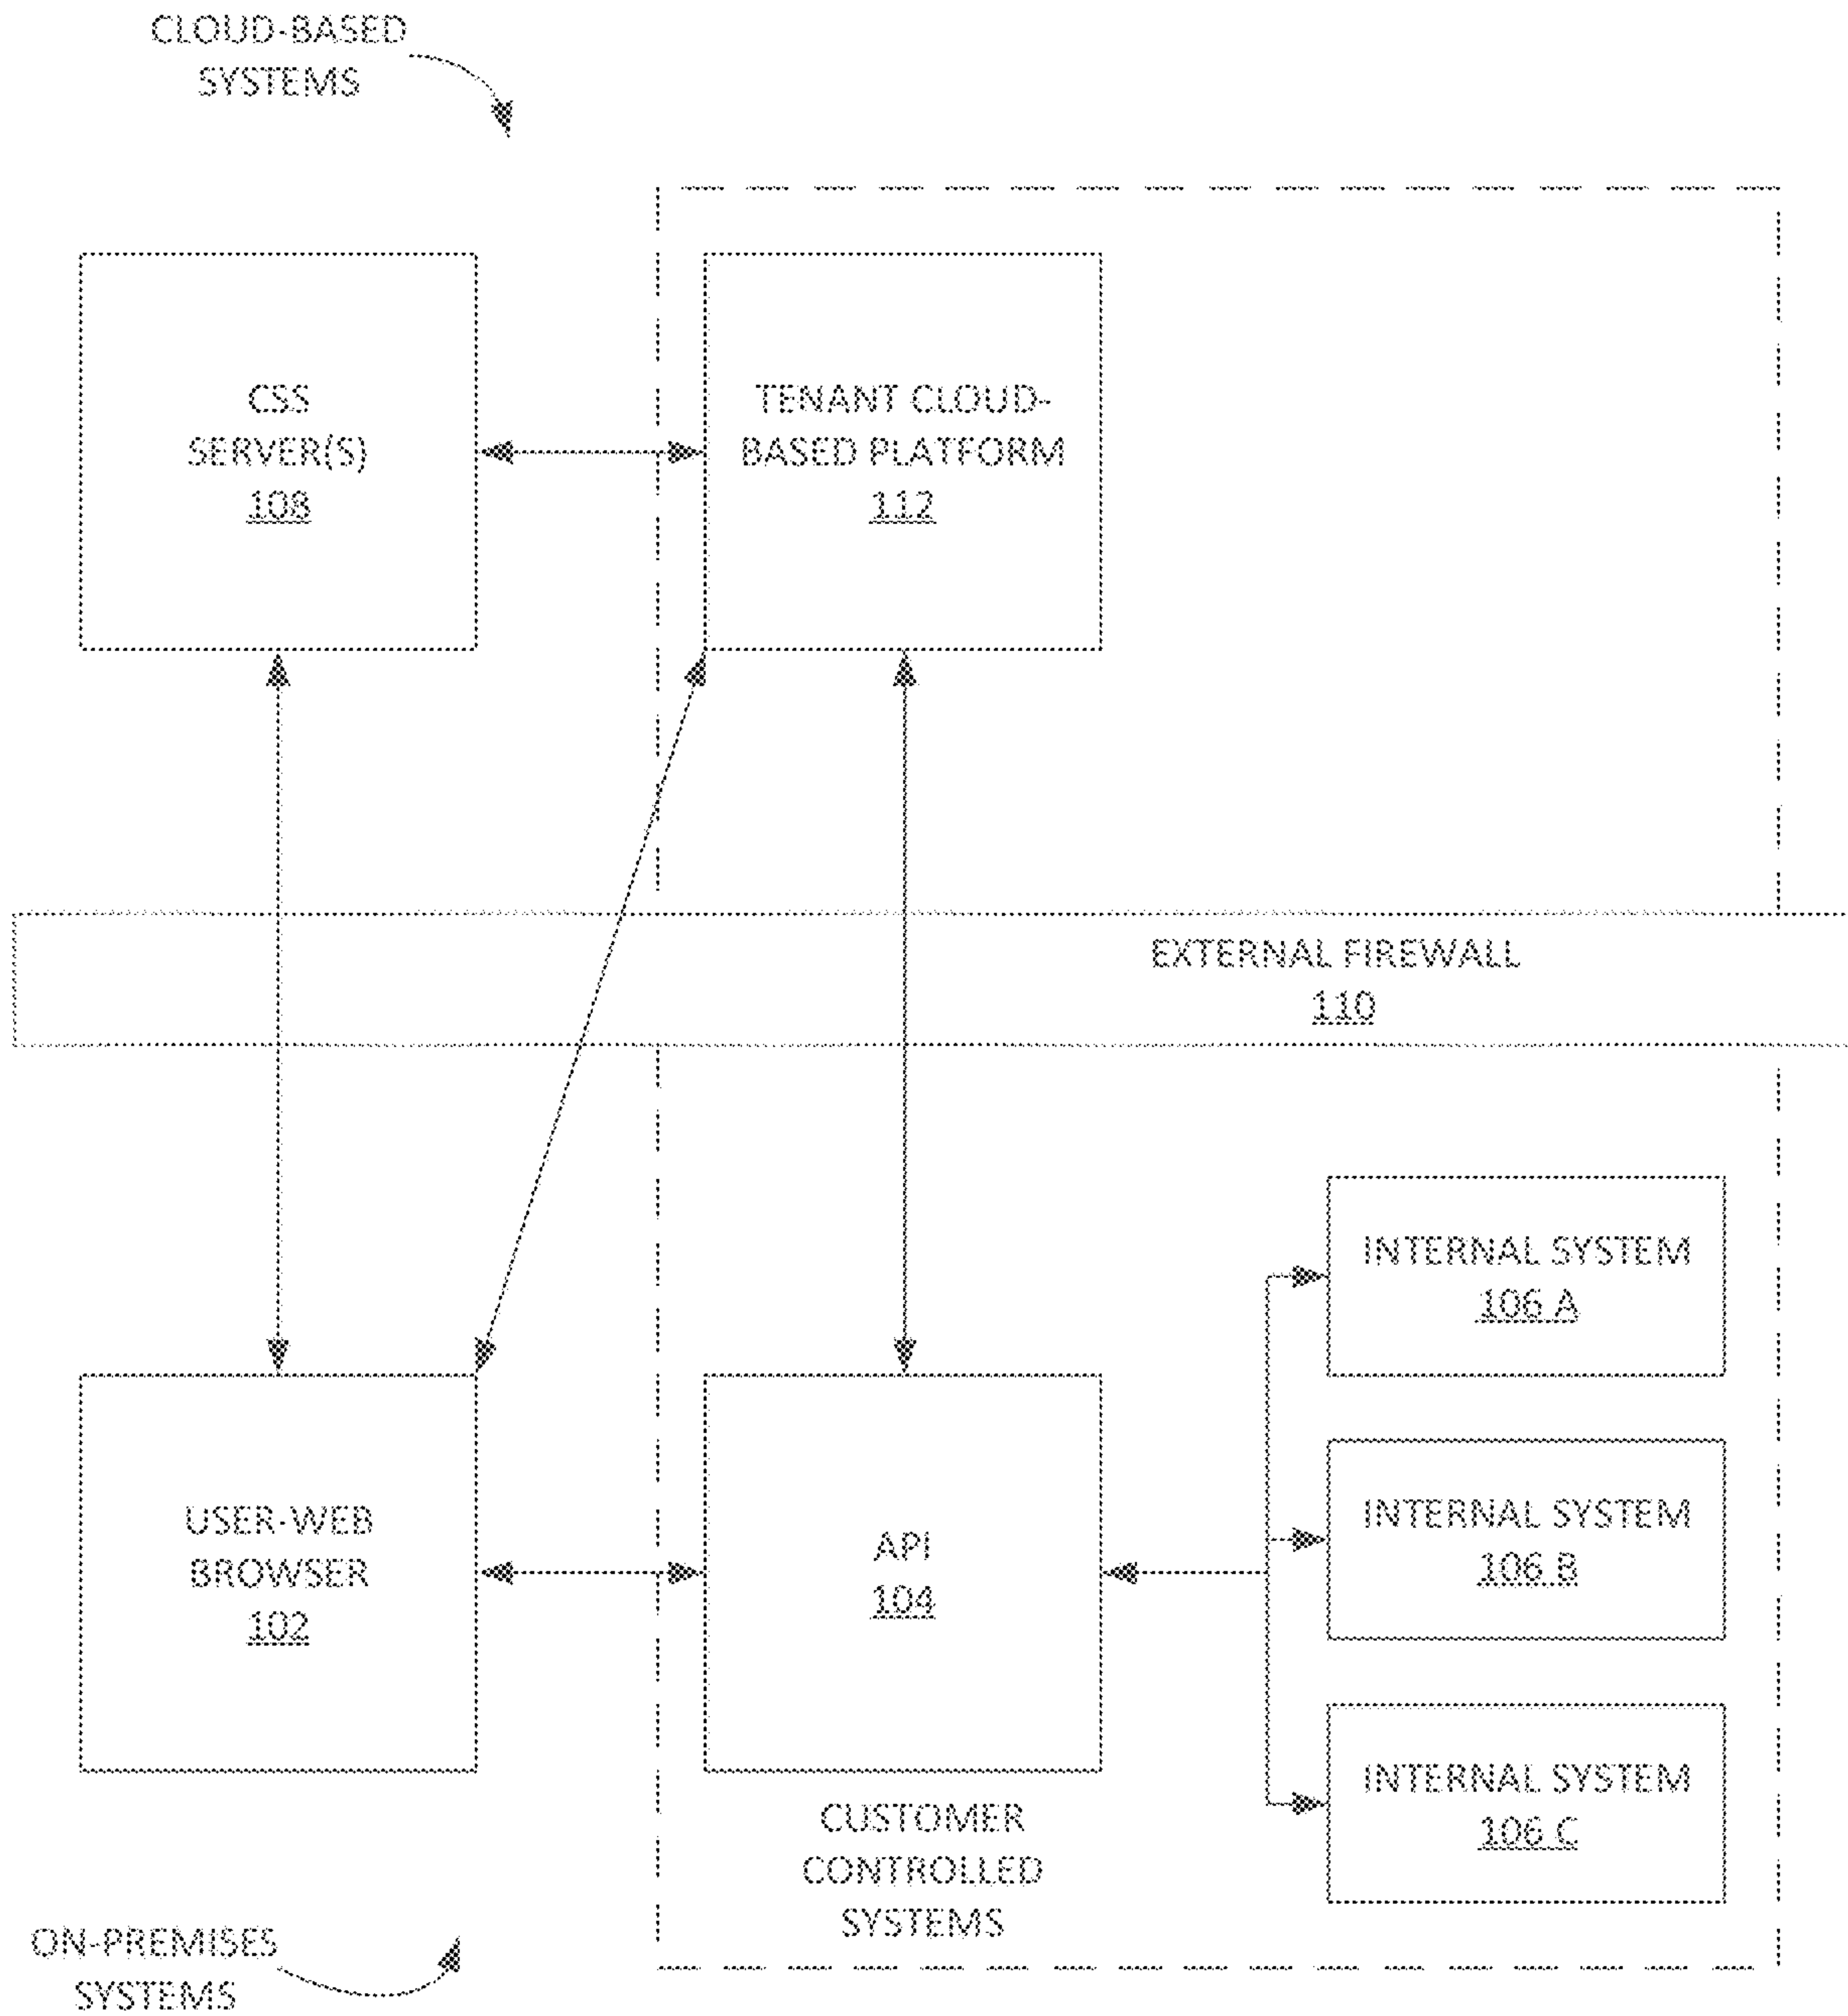 CLOUD-BASED
SYSTEMS
CSS
SERVER(S)
108
TENANT CLOUD-
BASED PLATFORM
112
EXTERNAL FIREWALL
110
INTERNAL SYSTEM
106 A
USER-WEB
BROWSER
102
API
104
INTERNAL SYSTEM
106 B
INTERNAL SYSTEM
106 C
CUSTOMER
CONTROLLED
SYSTEMS
ON-PREMISES
SYSTEMS